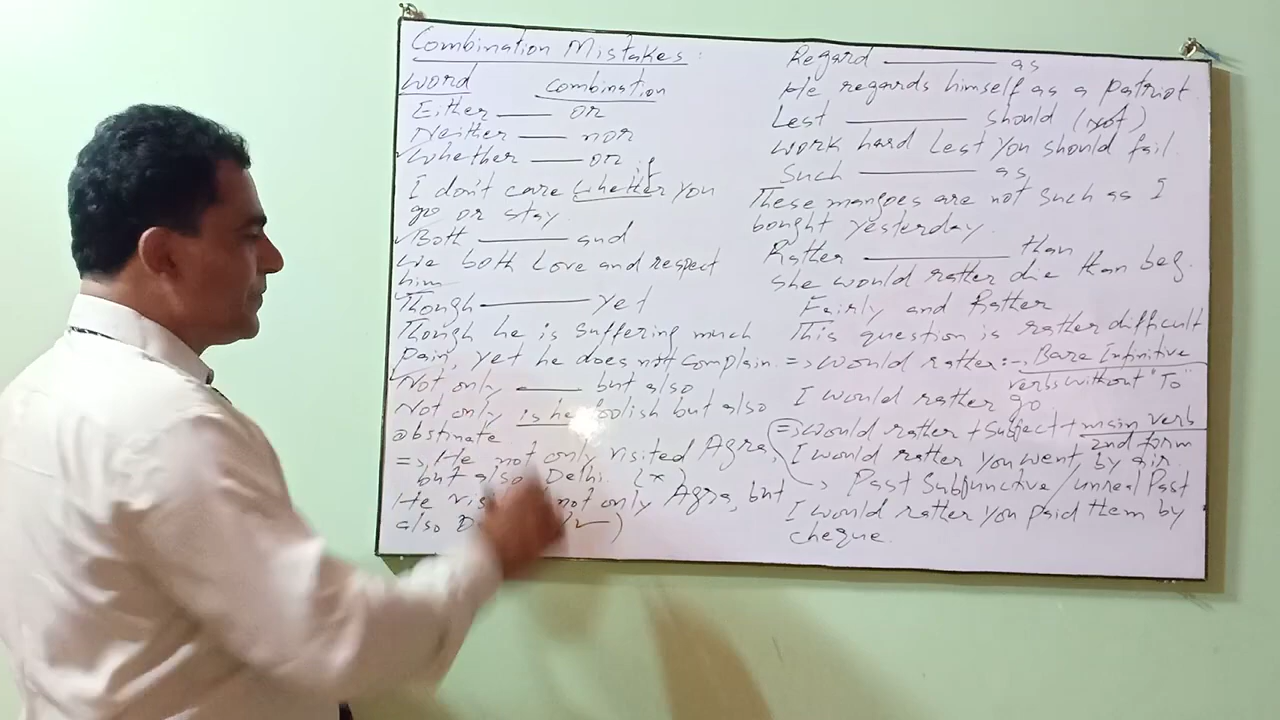 Combination Mistakes:
Word Combination
Either —— or
Neither —— nor
Whether —— or
if
I don't care whether you
go or stay
Both —— and
We both Love and respect
him
Though —— yet
Though he is suffering much
pain, yet he does not complain.
Not only —— but also
Not only is he foolish but also
obstinate
=> He not only visited Agra,
but also Delhi. (x)
He not only Agra, but
also
Regard —— as
He regards himself as a patriot.
Lest —— should (not)
work hard Lest you should fail.
Such —— as
These mangoes are not such as I
bought yesterday.
Rather —— than
She would rather die than beg.
Fairly and Rather
This question is rather difficult
=> would rather:- Bare Infinitive
verbs without "To"
I would rather go
=> would rather + subject + main verb
2nd form
I would rather you went by air.
Past Subjunctive / unreal Past
I would rather you paid them by
cheque.